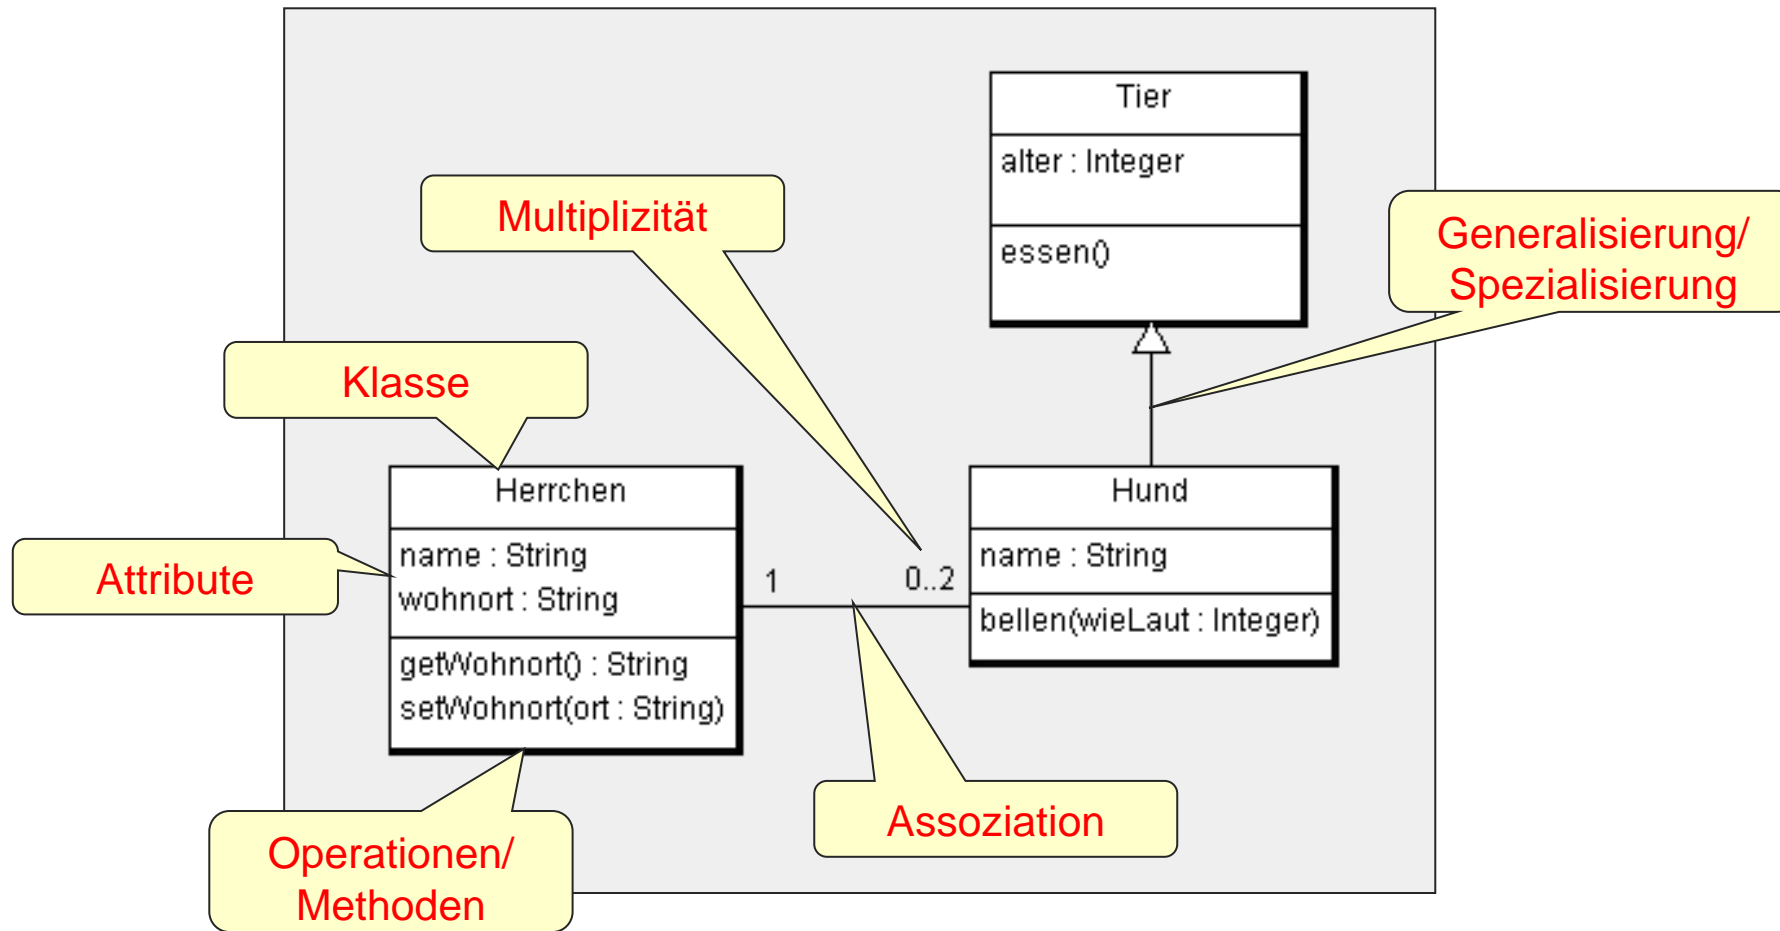 Tier
alter : Integer
essen()
Multiplizität
Generalisierung/
Spezialisierung
Klasse
Herrchen
name : String
wohnort : String
getWohnort() : String
setWohnort(ort : String)
Attribute
1
0..2
Hund
name : String
bellen(wieLaut : Integer)
Assoziation
Operationen/
Methoden